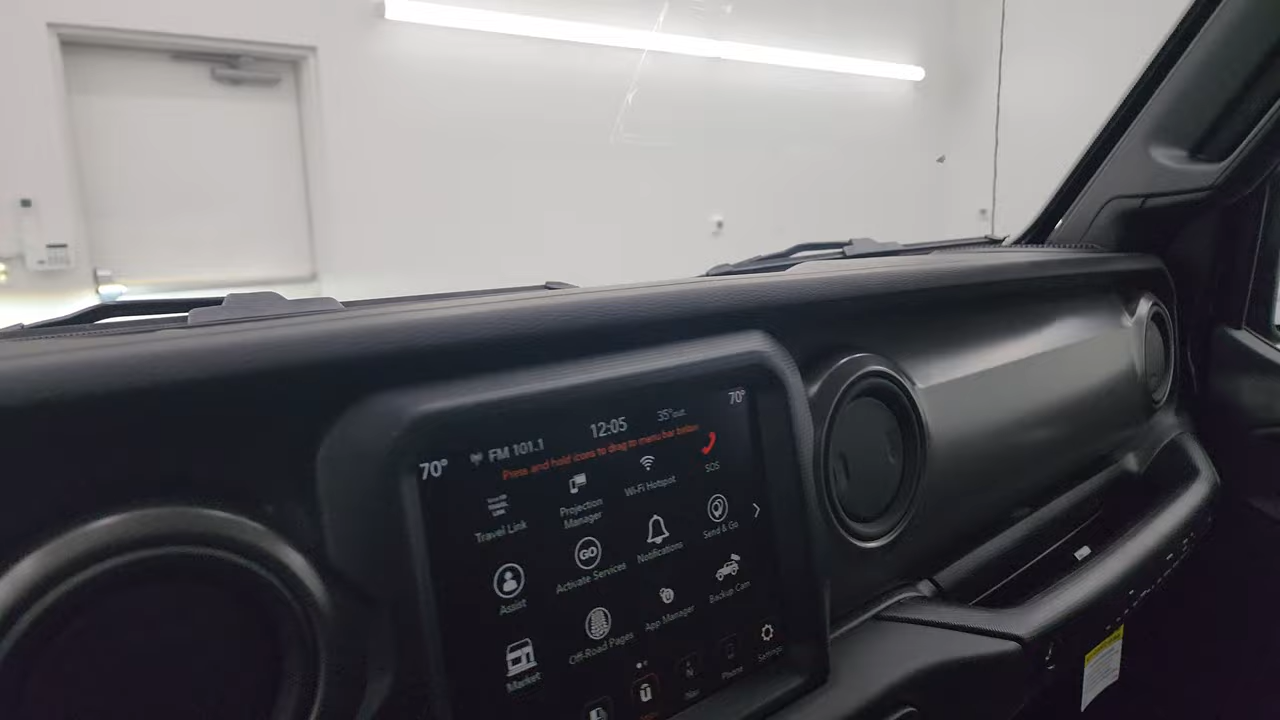 70°
FM 101.1
12:05
35°out
70°
Press and hold icons to drag to menu bar below
Travel Link
Projection
Manager
Wi-Fi Hotspot
SOS
Assist
GO
Activate Services
Notifications
Send & Go
Market
Off-Road Pages
App Manager
Backup Cam
N
Nav
Phone
Settings